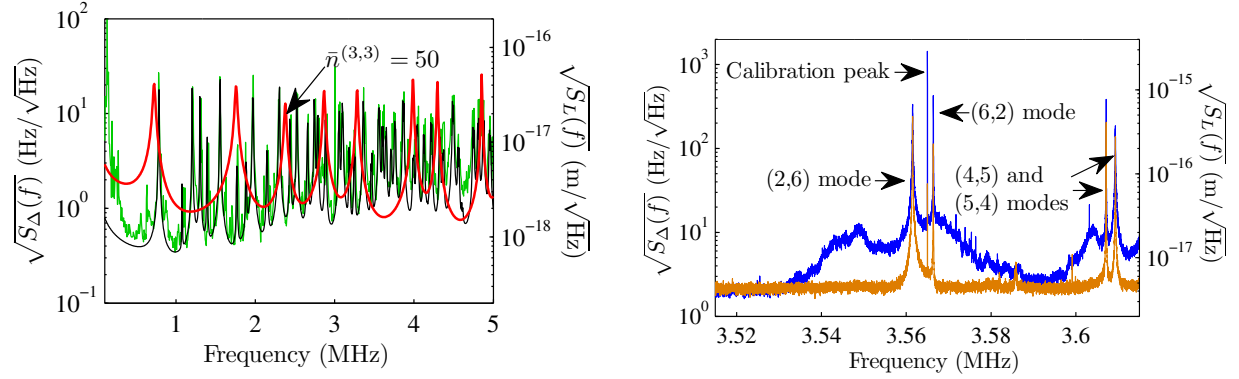 10^2
10^1
10^0
10^{-1}
√S_Δ(f) (Hz/√Hz)
n̄^{(3,3)} = 50
10^{-16}
10^{-17}
10^{-18}
√S_L(f) (m/√Hz)
1 2 3 4 5
Frequency (MHz)
10^3
10^2
10^1
10^0
√S_Δ(f) (Hz/√Hz)
Calibration peak
(6,2) mode
(2,6) mode
(4,5) and
(5,4) modes
10^{-15}
10^{-16}
10^{-17}
√S_L(f) (m/√Hz)
3.52 3.54 3.56 3.58 3.6
Frequency (MHz)